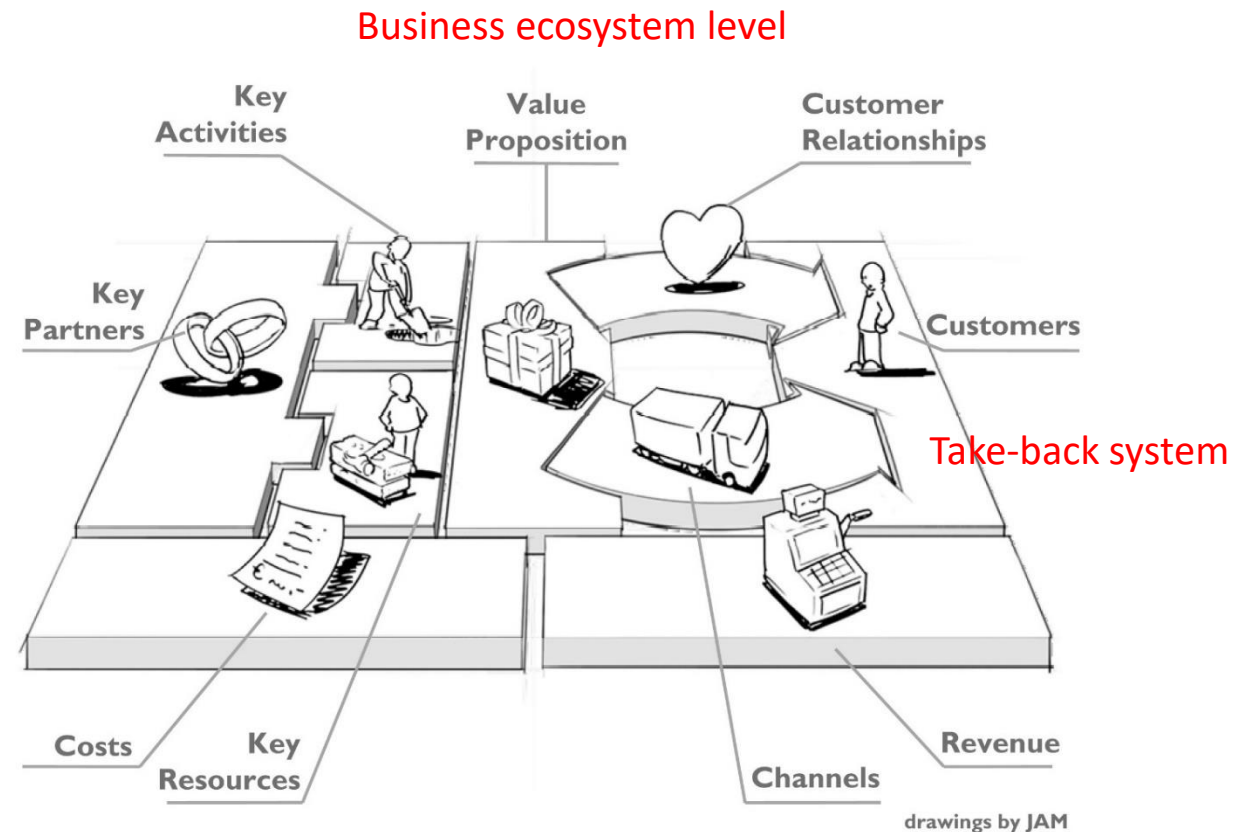 Business ecosystem level
Key
Activities
Value
Proposition
Customer
Relationships
Key
Partners
Customers
Take-back system
€
Costs
Key
Resources
Channels
Revenue
drawings by JAM